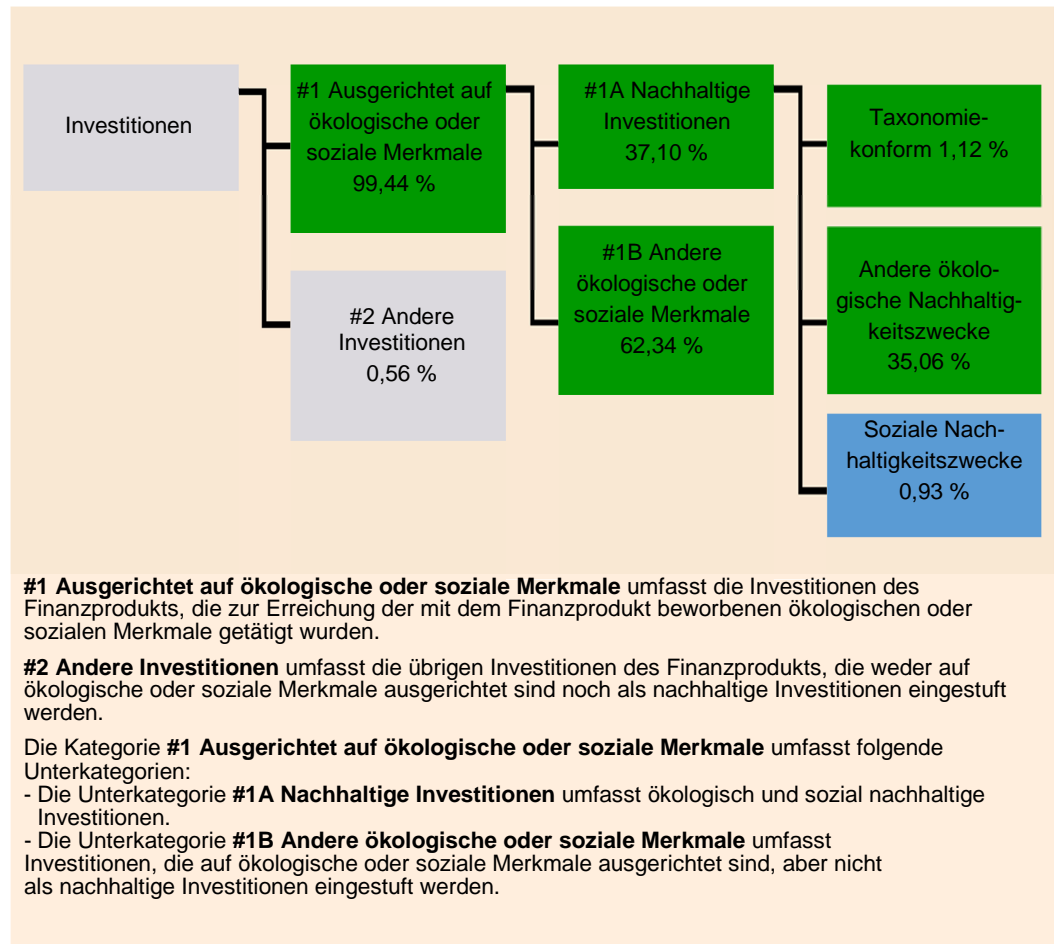 Investitionen
#1 Ausgerichtet auf
ökologische oder
soziale Merkmale
99,44 %
#2 Andere
Investitionen
0,56 %
#1A Nachhaltige
Investitionen
37,10 %
#1B Andere
ökologische oder
soziale Merkmale
62,34 %
Taxonomie-
konform 1,12 %
Andere ökolo-
gische Nachhaltig-
keitszwecke
35,06 %
Soziale Nach-
haltigkeitszwecke
0,93 %
#1 Ausgerichtet auf ökologische oder soziale Merkmale umfasst die Investitionen des
Finanzprodukts, die zur Erreichung der mit dem Finanzprodukt beworbenen ökologischen oder
sozialen Merkmale getätigt wurden.
#2 Andere Investitionen umfasst die übrigen Investitionen des Finanzprodukts, die weder auf
ökologische oder soziale Merkmale ausgerichtet sind noch als nachhaltige Investitionen eingestuft
werden.
Die Kategorie #1 Ausgerichtet auf ökologische oder soziale Merkmale umfasst folgende
Unterkategorien:
- Die Unterkategorie #1A Nachhaltige Investitionen umfasst ökologisch und sozial nachhaltige
Investitionen.
- Die Unterkategorie #1B Andere ökologische oder soziale Merkmale umfasst
Investitionen, die auf ökologische oder soziale Merkmale ausgerichtet sind, aber nicht
als nachhaltige Investitionen eingestuft werden.